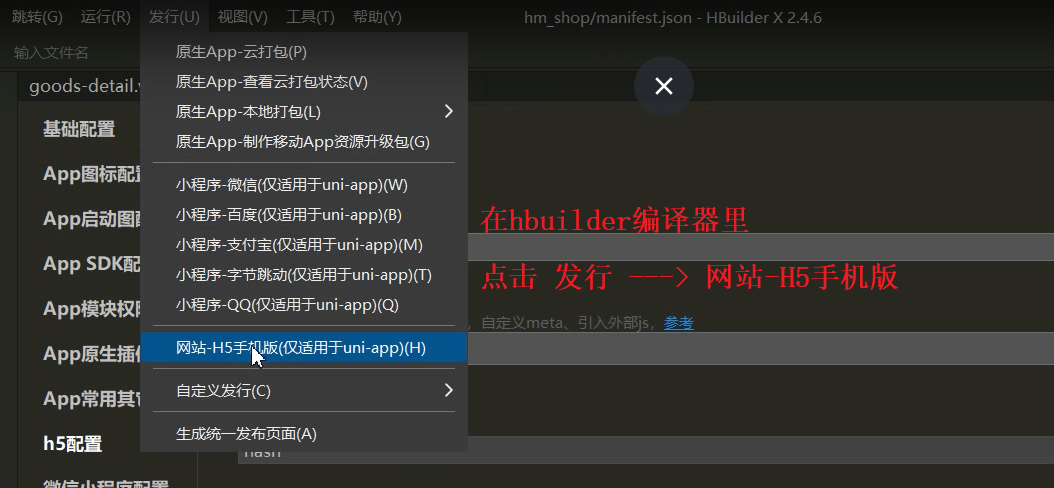 跳转(G) 运行(R) 发行(U) 视图(V) 工具(T) 帮助(Y) hm_shop/manifest.json - HBuilder X 2.4.6
输入文件名
goods-detail.
原生App-云打包(P)
原生App-查看云打包状态(V)
原生App-本地打包(L)
原生App-制作移动App资源升级包(G)
小程序-微信(仅适用于uni-app)(W)
小程序-百度(仅适用于uni-app)(B)
小程序-支付宝(仅适用于uni-app)(M)
小程序-字节跳动(仅适用于uni-app)(T)
小程序-QQ(仅适用于uni-app)(Q)
网站-H5手机版(仅适用于uni-app)(H)
自定义发行(C)
生成统一发布页面(A)
基础配置
App图标配置
App启动图配
App SDK配
App模块权限
App原生插件
App常用其它
h5配置
微信小程序配置
在hbuilder编译器里
点击 发行 ---> 网站-H5手机版
，自定义meta、引入外部js，参考
hash